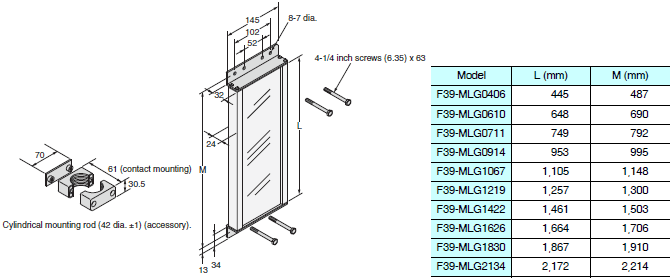 145
102
52
8-7 dia.
4-1/4 inch screws (6.35) x 63
32
24
L
M
13
34
70
61 (contact mounting)
30.5
Cylindrical mounting rod (42 dia. ±1) (accessory).
Model L (mm) M (mm)
F39-MLG0406 445 487
F39-MLG0610 648 690
F39-MLG0711 749 792
F39-MLG0914 953 995
F39-MLG1067 1,105 1,148
F39-MLG1219 1,257 1,300
F39-MLG1422 1,461 1,503
F39-MLG1626 1,664 1,706
F39-MLG1830 1,867 1,910
F39-MLG2134 2,172 2,214